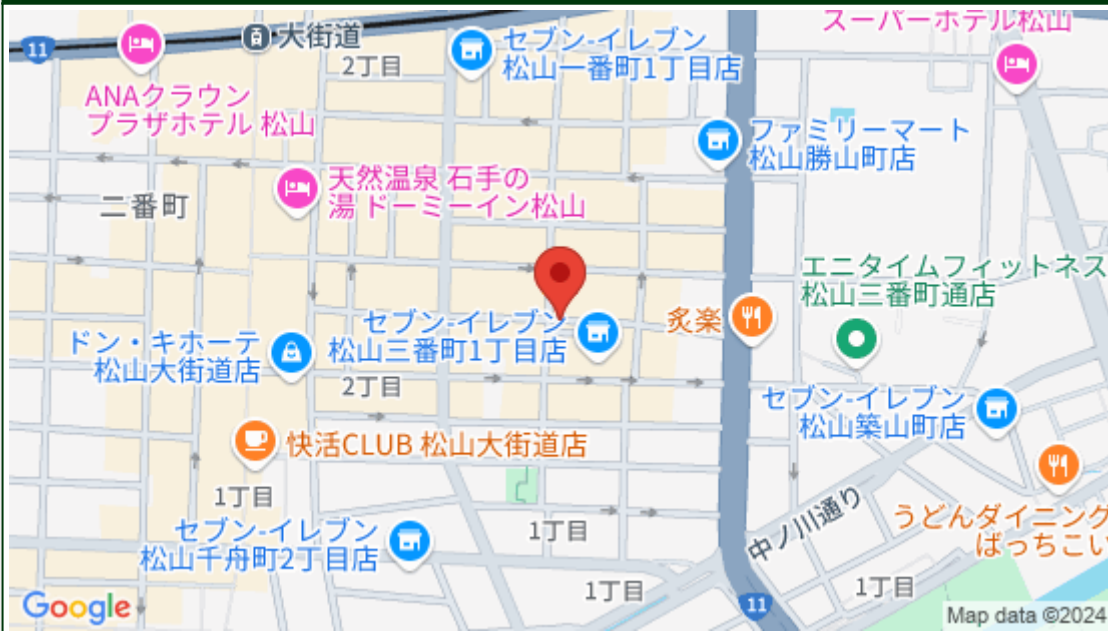 スーパーホテル松山
11
大街道
2丁目
セブン-イレブン
松山一番町1丁目店
ANAクラウン
プラザホテル 松山
ファミリーマート
松山勝山町店
天然温泉 石手の
湯 ドーミーイン松山
二番町
エニタイムフィットネス
松山三番町通店
セブン-イレブン
松山三番町1丁目店
炙楽
ドン・キホーテ
松山大街道店
2丁目
セブン-イレブン
松山築山町店
快活CLUB 松山大街道店
1丁目
中ノ川通り
うどんダイニング
ばっちこい
セブン-イレブン
松山千舟町2丁目店
1丁目
1丁目
1丁目
11
Google
Map data ©2024